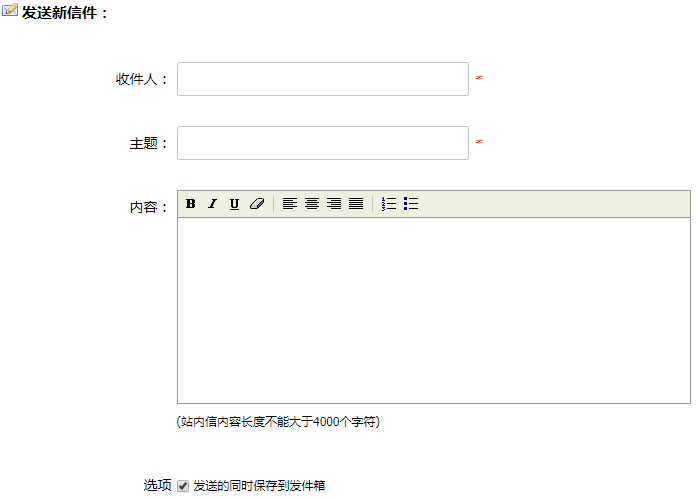 发送新信件：
收件人： *
主题： *
内容： B I U
(站内信内容长度不能大于4000个字符)
选项 发送的同时保存到发件箱